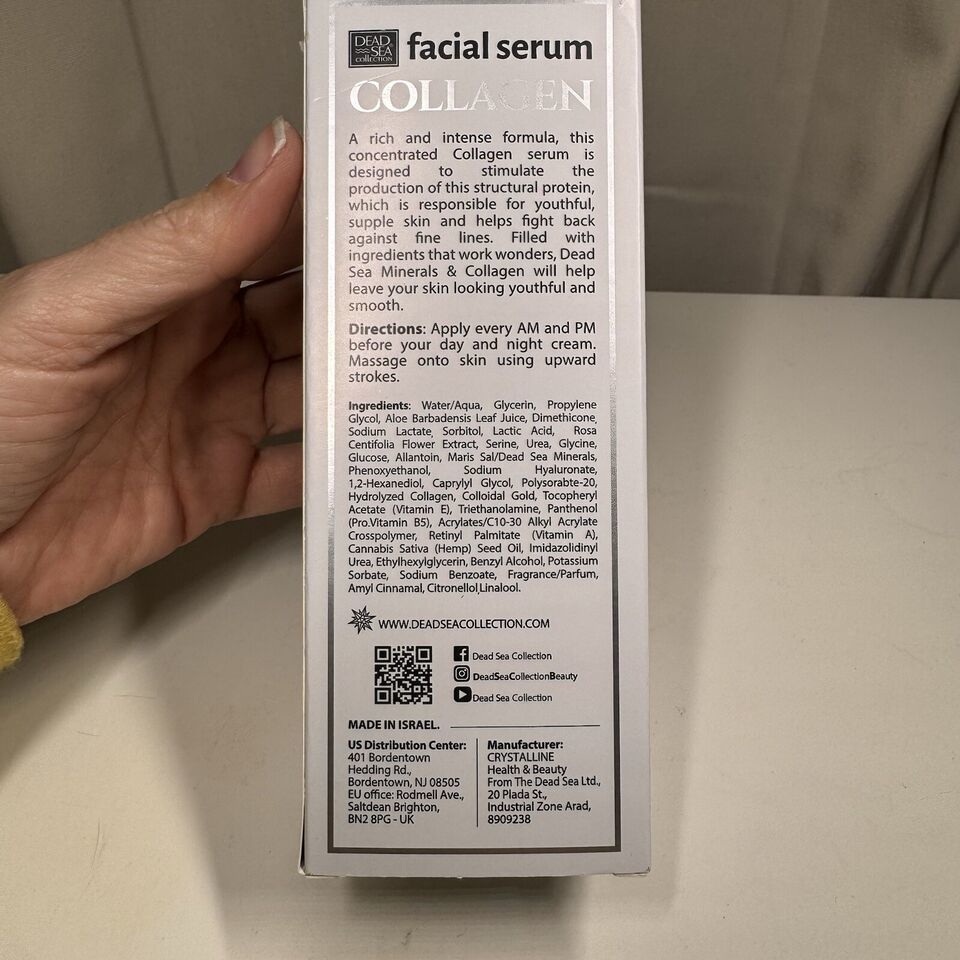 DEAD
SEA
COLLECTION
facial serum
COLLAGEN
A rich and intense formula, this
concentrated Collagen serum is
designed to stimulate the
production of this structural protein,
which is responsible for youthful,
supple skin and helps fight back
against fine lines. Filled with
ingredients that work wonders, Dead
Sea Minerals & Collagen will help
leave your skin looking youthful and
smooth.
Directions: Apply every AM and PM
before your day and night cream.
Massage onto skin using upward
strokes.
Ingredients: Water/Aqua, Glycerin, Propylene
Glycol, Aloe Barbadensis Leaf Juice, Dimethicone,
Sodium Lactate, Sorbitol, Lactic Acid, Rosa
Centifolia Flower Extract, Serine, Urea, Glycine,
Glucose, Allantoin, Maris Sal/Dead Sea Minerals,
Phenoxyethanol, Sodium Hyaluronate,
1,2-Hexanediol, Caprylyl Glycol, Polysorabte-20,
Hydrolyzed Collagen, Colloidal Gold, Tocopheryl
Acetate (Vitamin E), Triethanolamine, Panthenol
(Pro.Vitamin B5), Acrylates/C10-30 Alkyl Acrylate
Crosspolymer, Retinyl Palmitate (Vitamin A),
Cannabis Sativa (Hemp) Seed Oil, Imidazolidinyl
Urea, Ethylhexylglycerin, Benzyl Alcohol, Potassium
Sorbate, Sodium Benzoate, Fragrance/Parfum,
Amyl Cinnamal, Citronellol,Linalool.
WWW.DEADSEACOLLECTION.COM
Dead Sea Collection
DeadSeaCollectionBeauty
Dead Sea Collection
MADE IN ISRAEL.
US Distribution Center:
401 Bordentown
Hedding Rd.,
Bordentown, NJ 08505
EU office: Rodmell Ave.,
Saltdean Brighton,
BN2 8PG - UK
Manufacturer:
CRYSTALLINE
Health & Beauty
From The Dead Sea Ltd.,
20 Plada St.,
Industrial Zone Arad,
8909238